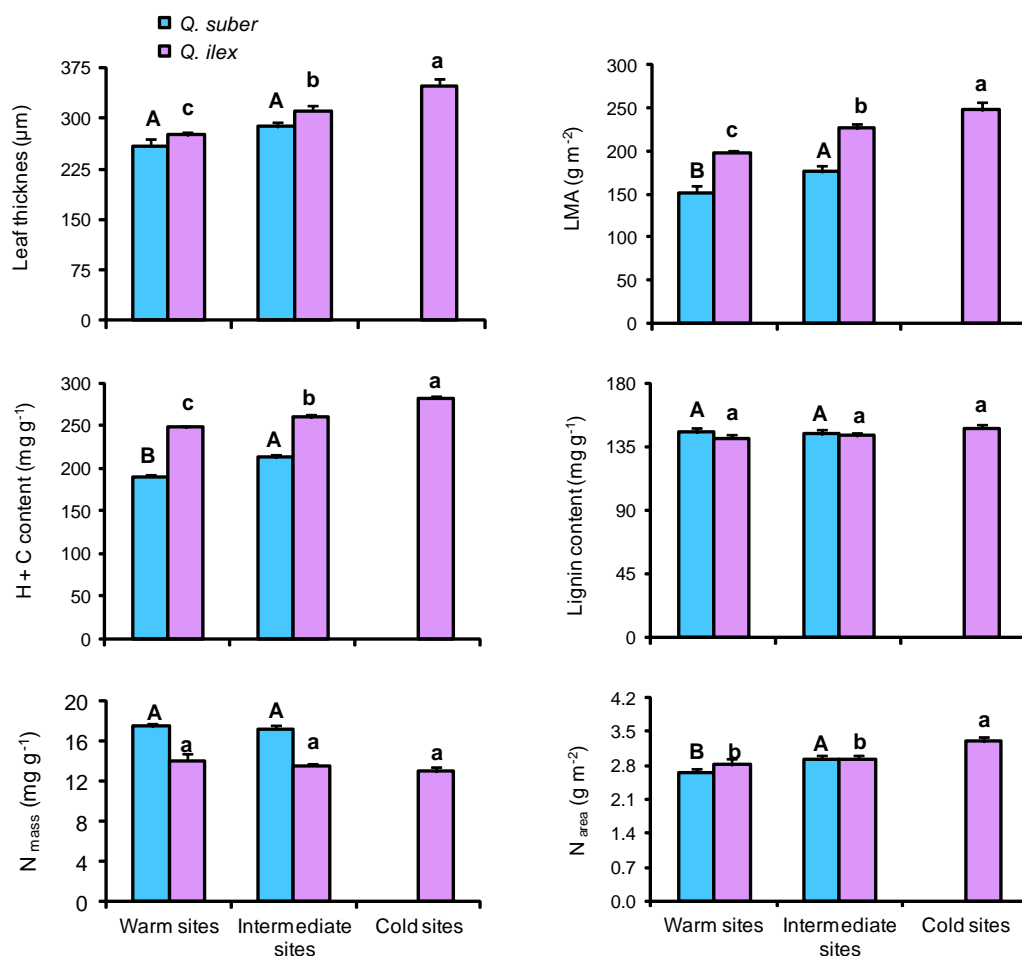 Q. suber
Q. ilex
Leaf thicknes (µm)
375
300
225
150
75
0
A
c
A
b
a
LMA (g m-2)
300
250
200
150
100
50
0
B
c
A
b
a
H + C content (mg g-1)
300
250
200
150
100
50
0
B
c
A
b
a
Lignin content (mg g-1)
180
135
90
45
0
A
a
A
a
a
N mass (mg g-1)
20
16
12
8
4
0
A
a
A
a
a
Warm sites
Intermediate
sites
Cold sites
N area (g m-2)
4.2
3.5
2.8
2.1
1.4
0.7
0.0
B
b
A
b
a
Warm sites
Intermediate
sites
Cold sites